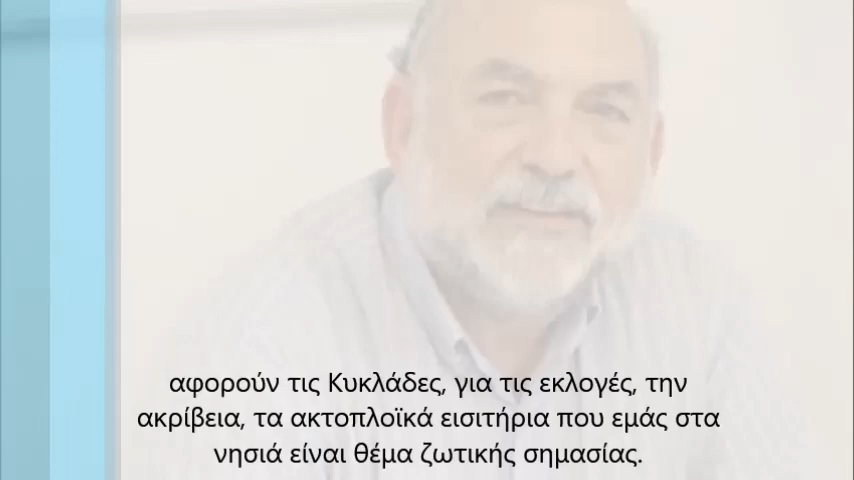 αφορούν τις Κυκλάδες, για τις εκλογές, την
ακρίβεια, τα ακτοπλοϊκά εισιτήρια που εμάς στα
νησιά είναι θέμα ζωτικής σημασίας.